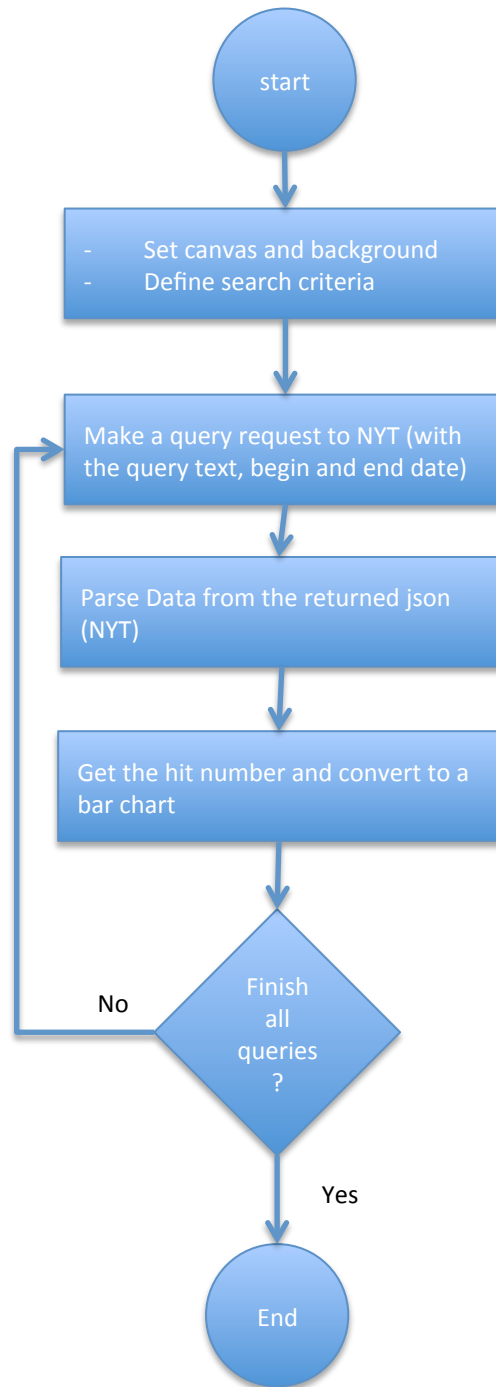 start
- Set canvas and background
- Define search criteria
Make a query request to NYT (with
the query text, begin and end date)
Parse Data from the returned json
(NYT)
Get the hit number and convert to a
bar chart
Finish
all
queries
?
No
Yes
End